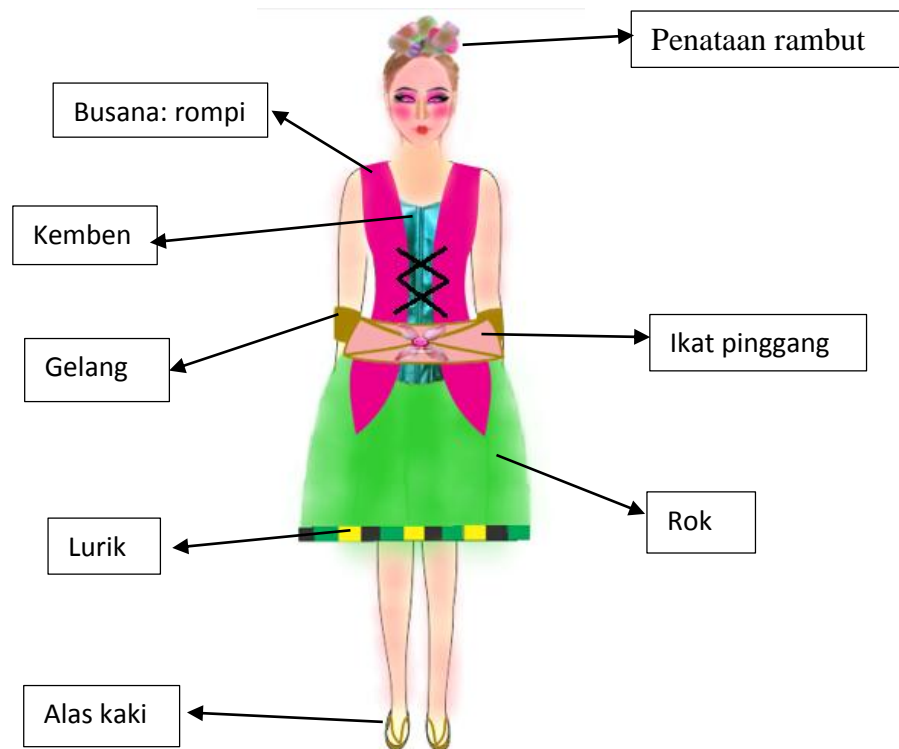 Penataan rambut
Busana: rompi
Kemben
Gelang
Ikat pinggang
Rok
Lurik
Alas kaki